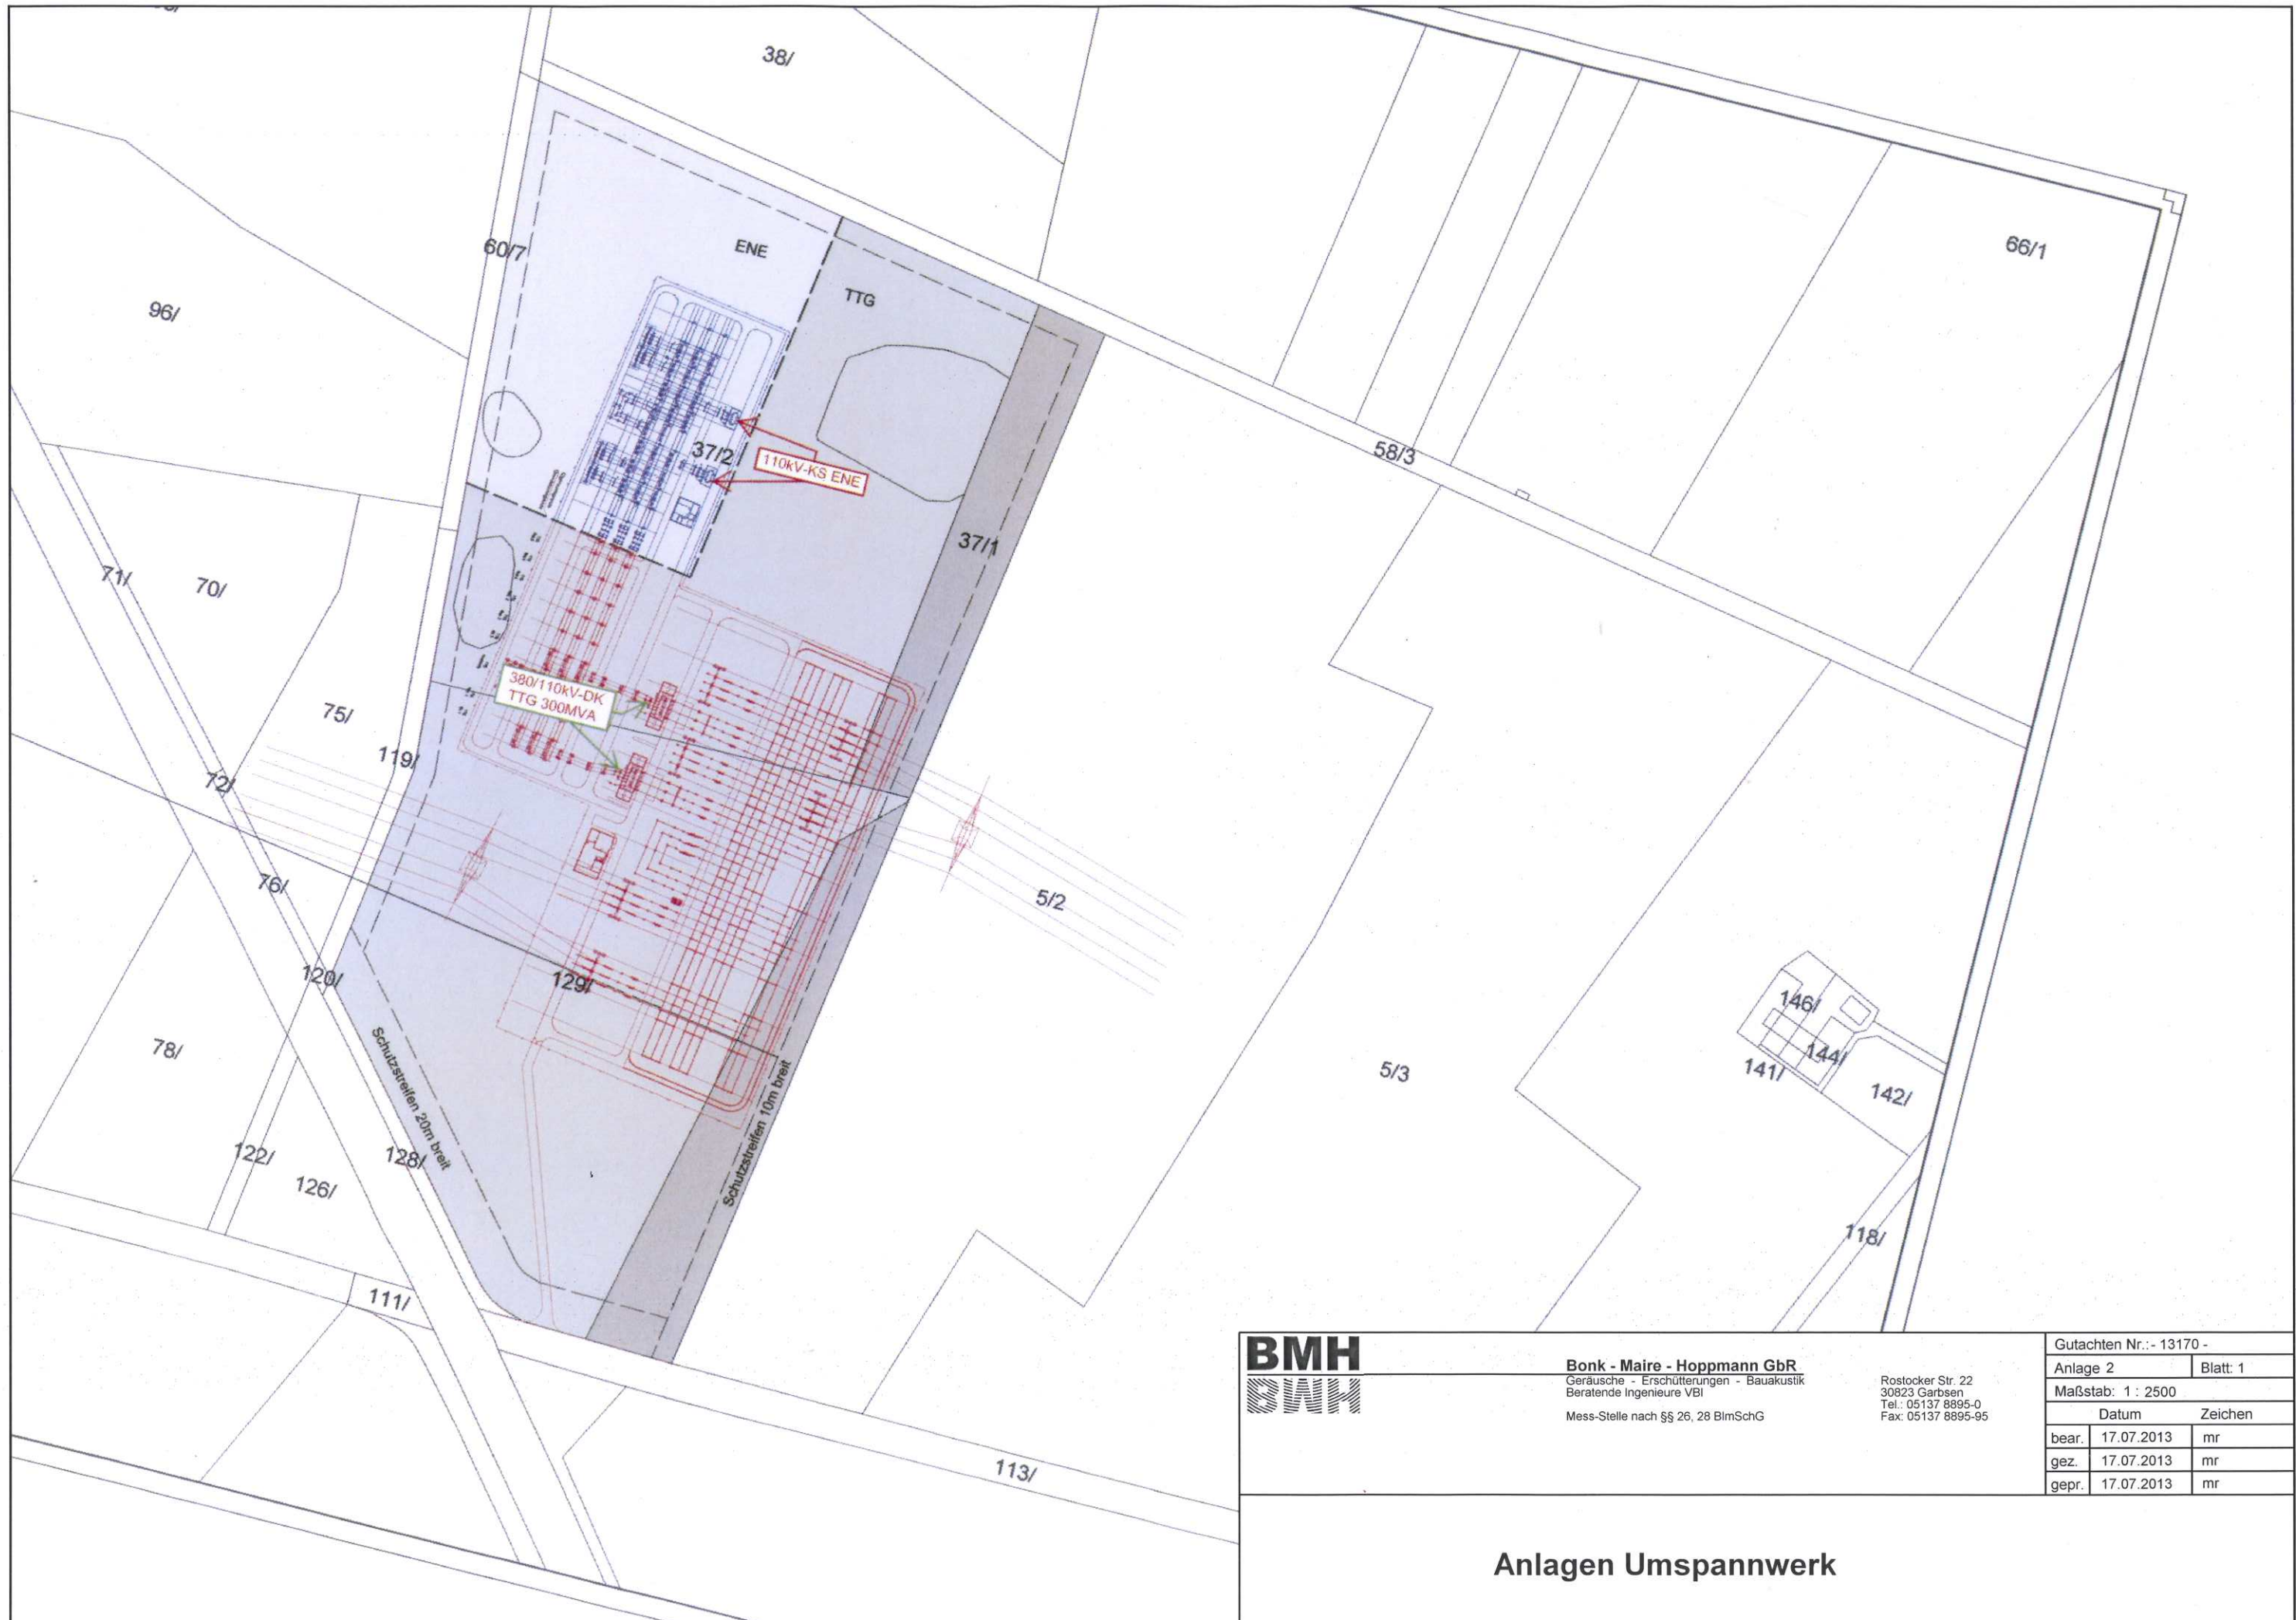 38/
66/1
60/7
ENE
TTG
96/
37/2
110kV-KS ENE
58/3
37/1
71/
70/
380/110kV-DK
TTG 300MVA
75/
119/
72/
76/
5/2
120/
129/
146/
144/
141/
142/
5/3
78/
Schutzstreifen 20m breit
Schutzstreifen 10m breit
122/
128/
126/
118/
111/
113/
BMH
BMH
Bonk - Maire - Hoppmann GbR
Geräusche - Erschütterungen - Bauakustik
Beratende Ingenieure VBI
Mess-Stelle nach §§ 26, 28 BImSchG
Rostocker Str. 22
30823 Garbsen
Tel.: 05137 8895-0
Fax: 05137 8895-95
Gutachten Nr.:- 13170 -
Anlage 2 Blatt: 1
Maßstab: 1 : 2500
Datum Zeichen
bear. 17.07.2013 mr
gez. 17.07.2013 mr
gepr. 17.07.2013 mr
Anlagen Umspannwerk